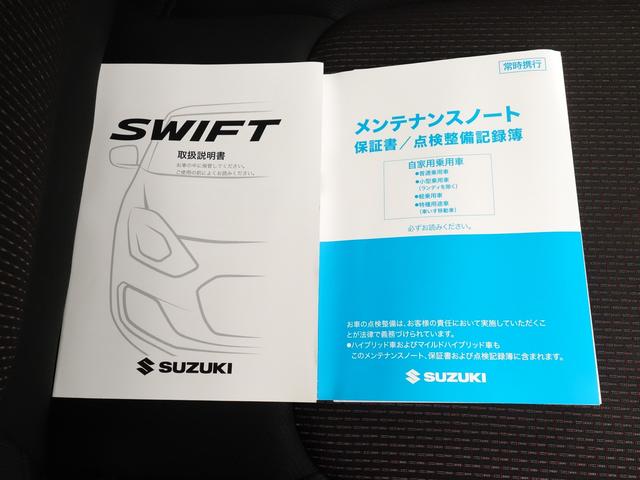 SWIFT
取扱説明書
お車の中に保管してください。
ご使用の前によくお読みください。
SUZUKI
常時携行
メンテナンスノート
保証書／点検整備記録簿
自家用乗用車
●普通乗用車
●小型乗用車
(ランディを除く)
●軽乗用車
●特種用途車
(車いす移動車)
必ずお読みください。
お車の点検整備は、お客様の責任において実施していただくこ
とが法律で義務づけられています。
●ハイブリッド車およびマイルドハイブリッド車も
このメンテナンスノート、保証書および点検記録簿に含まれます。
SUZUKI